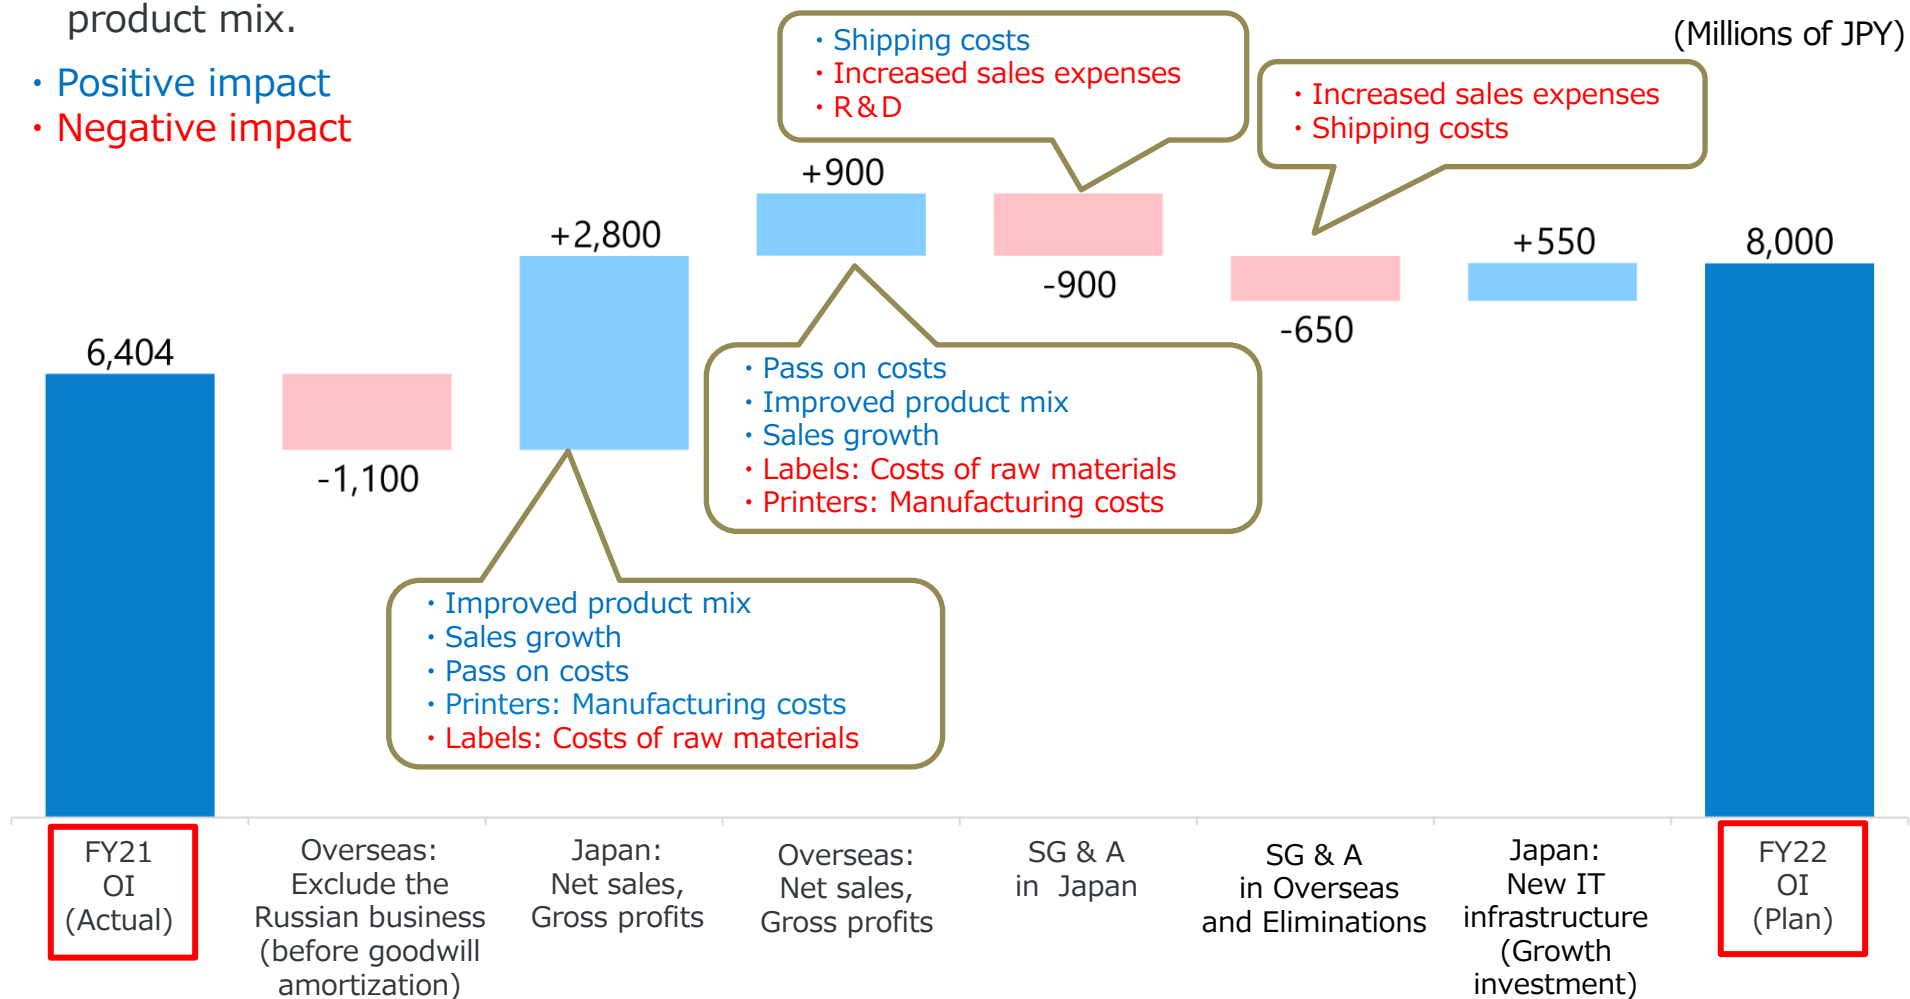 product mix.
(Millions of JPY)
・Positive impact
・Negative impact
・Shipping costs
・Increased sales expenses
・R&D
・Increased sales expenses
・Shipping costs
6,404
-1,100
+2,800
+900
-900
-650
+550
8,000
・Pass on costs
・Improved product mix
・Sales growth
・Labels: Costs of raw materials
・Printers: Manufacturing costs
・Improved product mix
・Sales growth
・Pass on costs
・Printers: Manufacturing costs
・Labels: Costs of raw materials
FY21
OI
(Actual)
Overseas:
Exclude the
Russian business
(before goodwill
amortization)
Japan:
Net sales,
Gross profits
Overseas:
Net sales,
Gross profits
SG & A
in Japan
SG & A
in Overseas
and Eliminations
Japan:
New IT
infrastructure
(Growth
investment)
FY22
OI
(Plan)